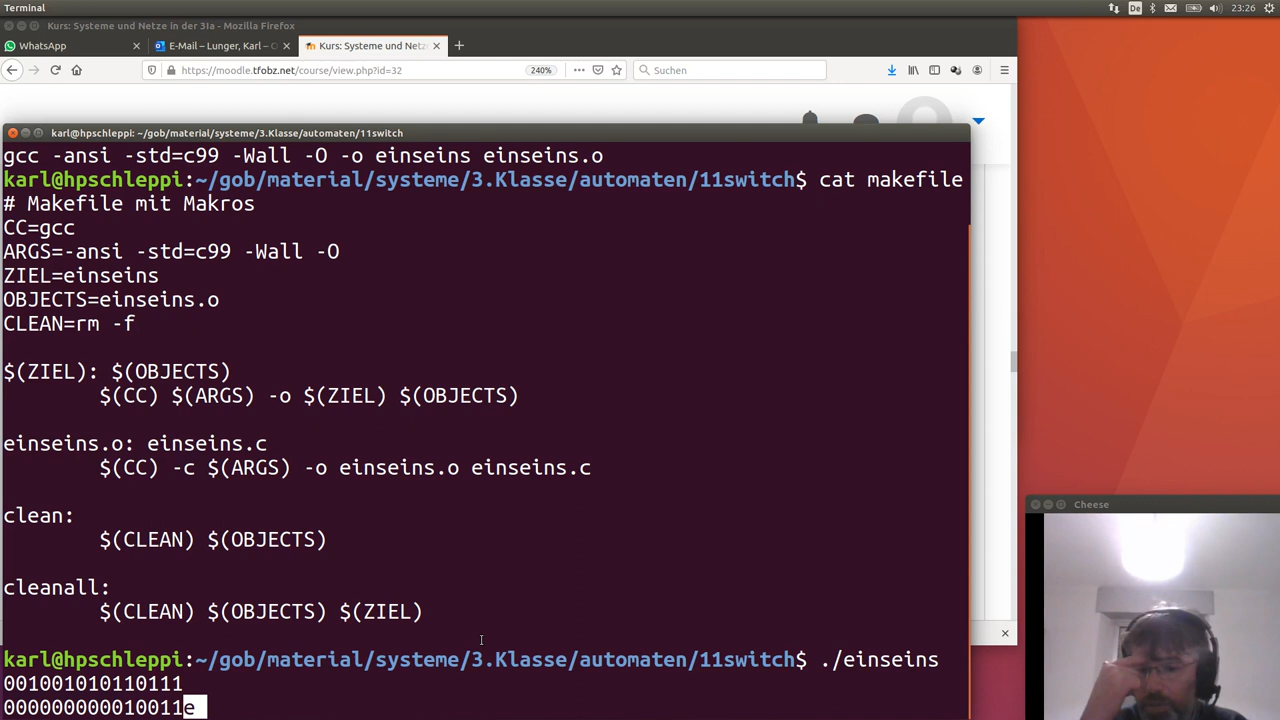 Terminal
De
23:26
Kurs: Systeme und Netze in der 3Ia - Mozilla Firefox
WhatsApp
E-Mail – Lunger, Karl –
Kurs: Systeme und Netze
https://moodle.tfobz.net/course/view.php?id=32
240%
Suchen
karl@hpschleppi: ~/gob/material/systeme/3.Klasse/automaten/11switch
gcc -ansi -std=c99 -Wall -O -o einseins einseins.o
karl@hpschleppi:~/gob/material/systeme/3.Klasse/automaten/11switch$ cat makefile
# Makefile mit Makros
CC=gcc
ARGS=-ansi -std=c99 -Wall -O
ZIEL=einseins
OBJECTS=einseins.o
CLEAN=rm -f
$(ZIEL): $(OBJECTS)
$(CC) $(ARGS) -o $(ZIEL) $(OBJECTS)
einseins.o: einseins.c
$(CC) -c $(ARGS) -o einseins.o einseins.c
clean:
$(CLEAN) $(OBJECTS)
cleanall:
$(CLEAN) $(OBJECTS) $(ZIEL)
karl@hpschleppi:~/gob/material/systeme/3.Klasse/automaten/11switch$ ./einseins
001001010110111
000000000010011e
Cheese